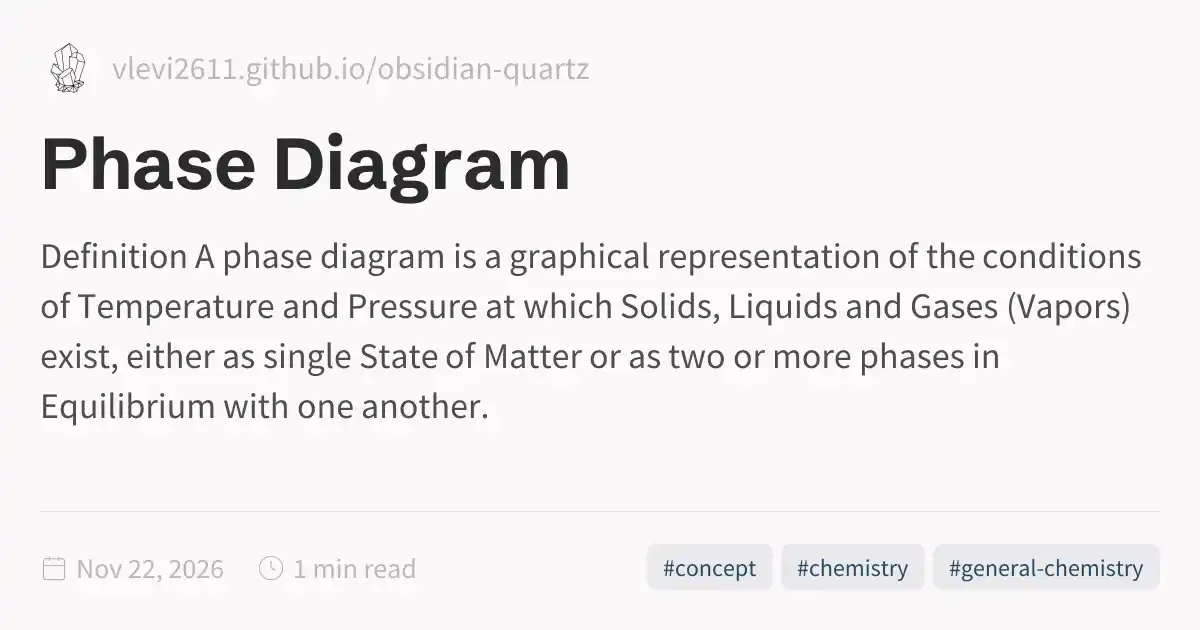 vlevi2611.github.io/obsidian-quartz
Phase Diagram
Definition A phase diagram is a graphical representation of the conditions
of Temperature and Pressure at which Solids, Liquids and Gases (Vapors)
exist, either as single State of Matter or as two or more phases in
Equilibrium with one another.
Nov 22, 2026 1 min read #concept #chemistry #general-chemistry